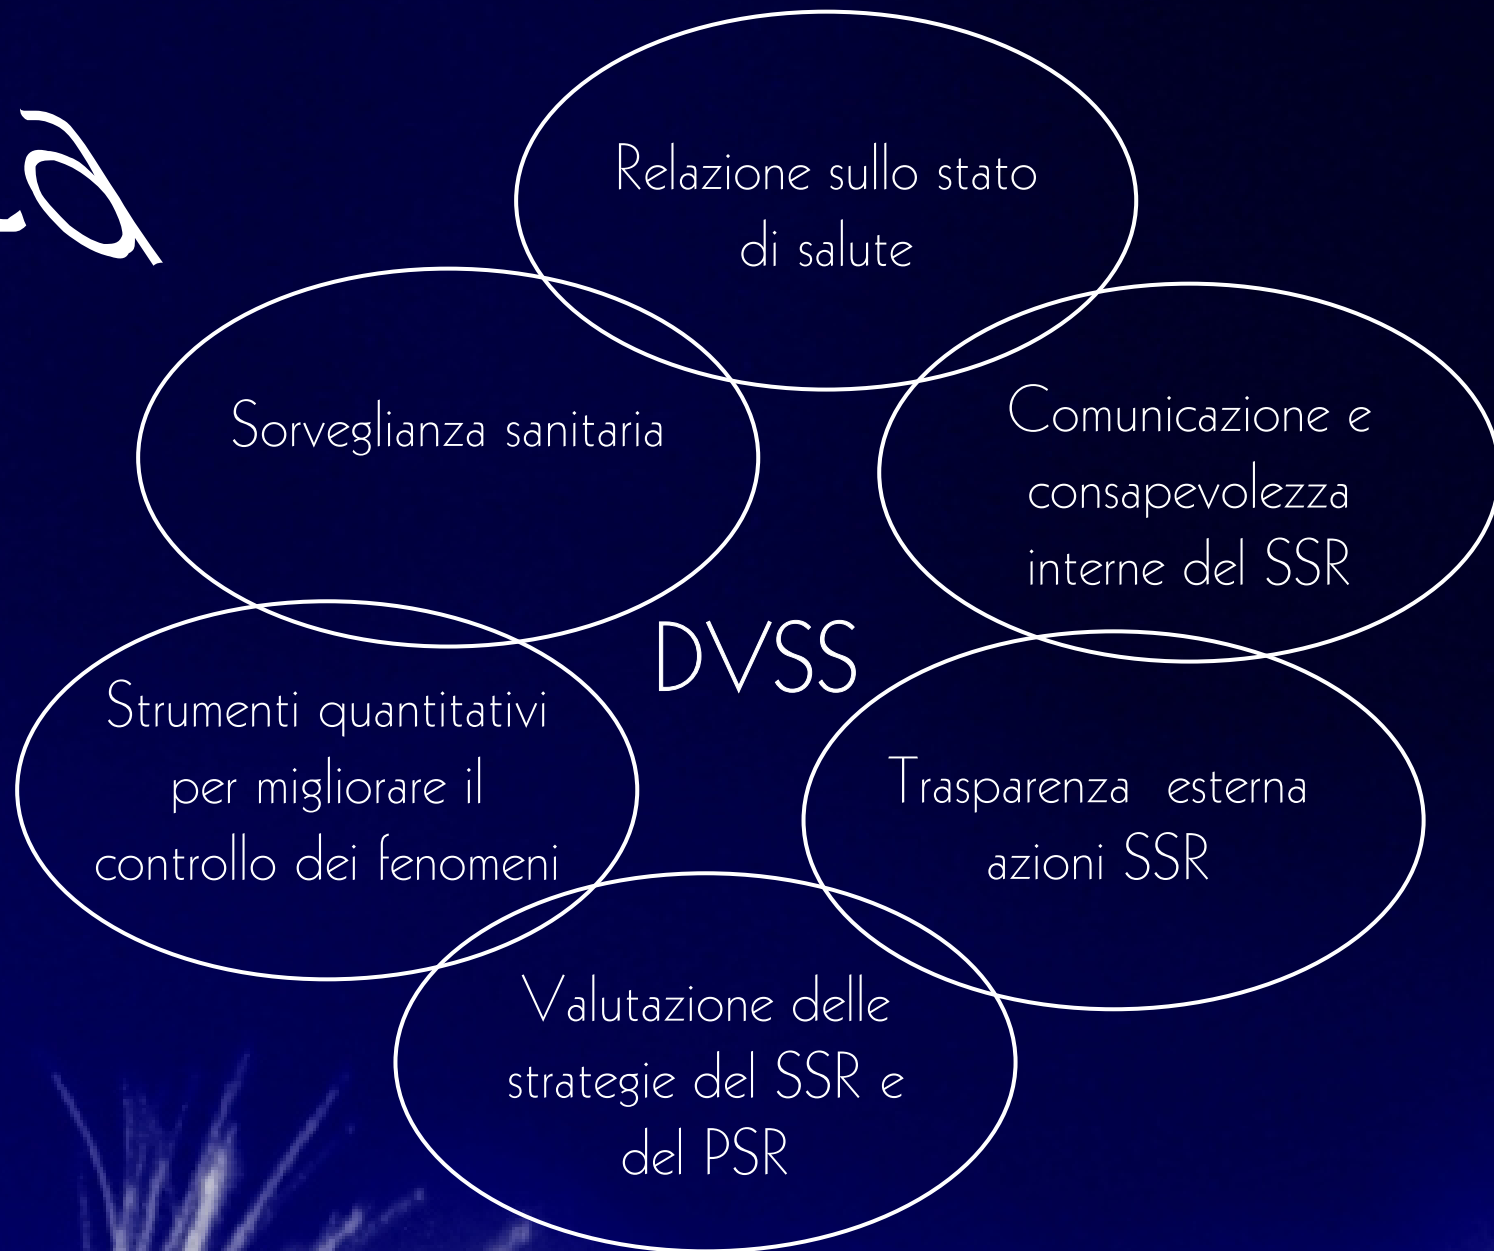 a
Relazione sullo stato
di salute
Sorveglianza sanitaria
Comunicazione e
consapevolezza
interne del SSR
DVSS
Strumenti quantitativi
per migliorare il
controllo dei fenomeni
Trasparenza esterna
azioni SSR
Valutazione delle
strategie del SSR e
del PSR